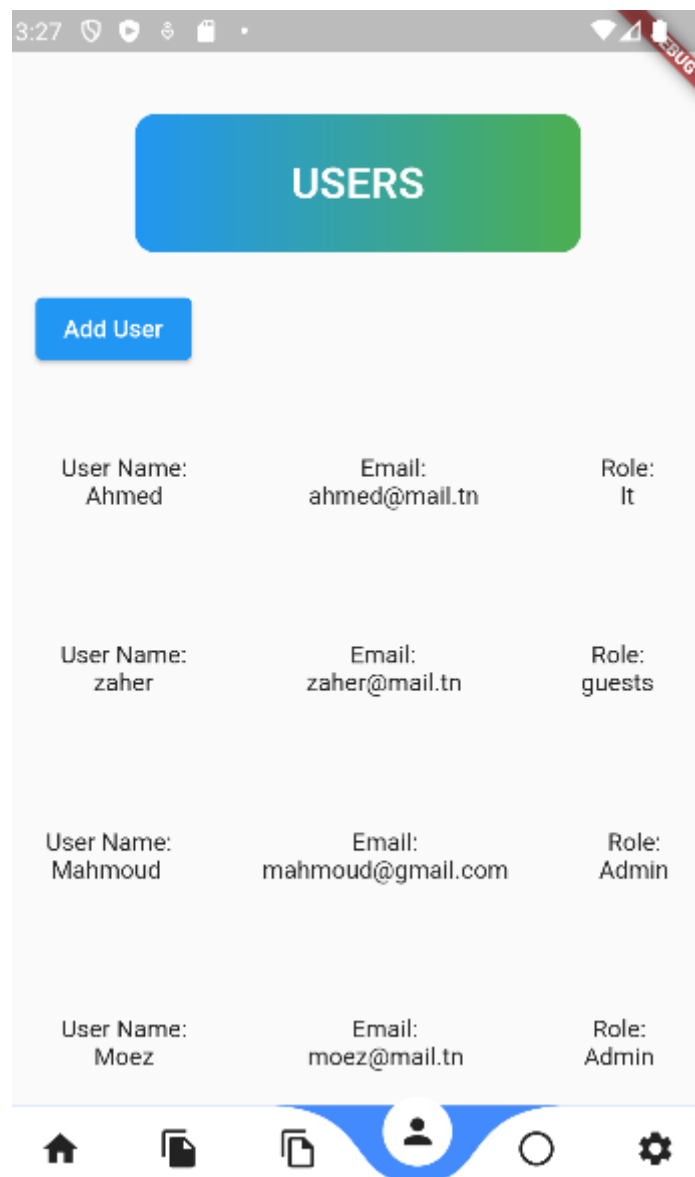 3:27
DEBUG
USERS
Add User
User Name: Email: Role:
Ahmed ahmed@mail.tn It
User Name: Email: Role:
zaher zaher@mail.tn guests
User Name: Email: Role:
Mahmoud mahmoud@gmail.com Admin
User Name: Email: Role:
Moez moez@mail.tn Admin